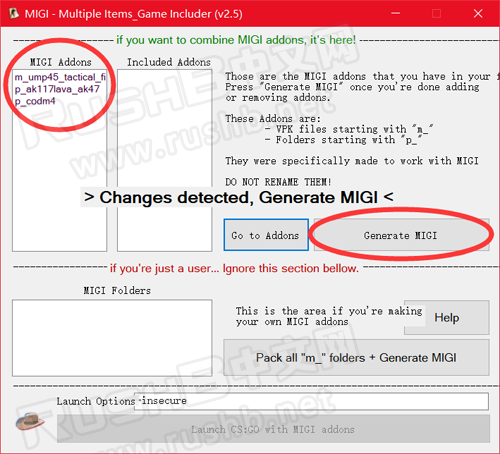 MIGI - Multiple Items_Game Includer (v2.5)
if you want to combine MIGI addons, it's here!
MIGI Addons
Included Addons
m_ump45_tactical_fi
p_ak117lava_ak47
p_codm4
Those are the MIGI addons that you have in your f
Press "Generate MIGI" once you're done adding
or removing addons.
These Addons are:
- VPK files starting with "m_"
- Folders starting with "p_"
They were specifically made to work with MIGI
DO NOT RENAME THEM!
> Changes detected, Generate MIGI <
Go to Addons
Generate MIGI
if you're just a user... Ignore this section bellow.
MIGI Folders
This is the area if you're making
your own MIGI addons
Help
Pack all "m_" folders + Generate MIGI
Launch Options
-insecure
Launch CS:GO with MIGI addons
RUSHB中文网
www.rushb.net